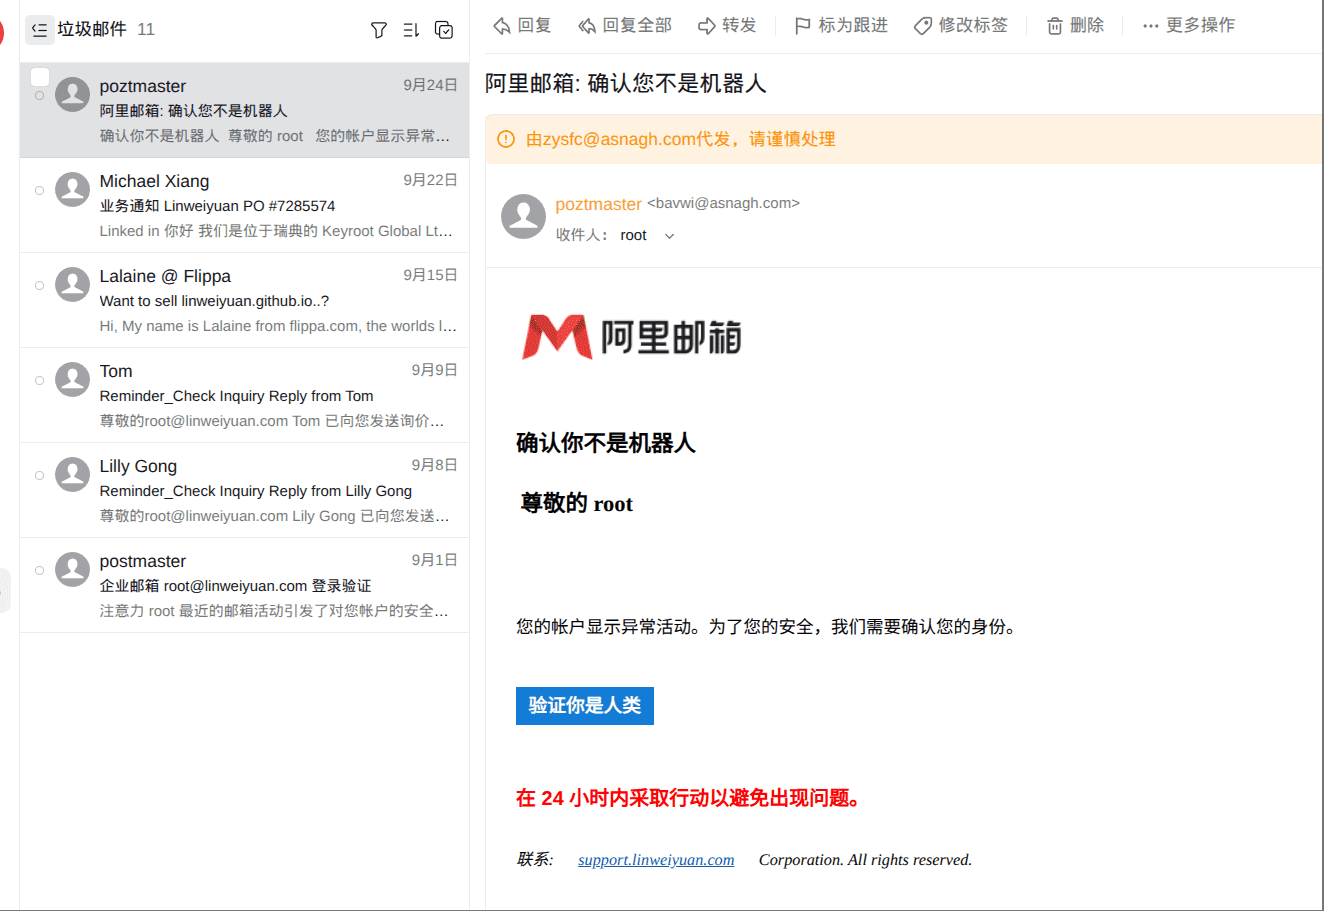 垃圾邮件 11
回复 回复全部 转发 标为跟进 修改标签 删除 更多操作
poztmaster 9月24日
阿里邮箱: 确认您不是机器人
确认你不是机器人 尊敬的 root 您的帐户显示异常...
Michael Xiang 9月22日
业务通知 Linweiyuan PO #7285574
Linked in 你好 我们是位于瑞典的 Keyroot Global Lt...
Lalaine @ Flippa 9月15日
Want to sell linweiyuan.github.io..?
Hi, My name is Lalaine from flippa.com, the worlds l...
Tom 9月9日
Reminder_Check Inquiry Reply from Tom
尊敬的root@linweiyuan.com Tom 已向您发送询价...
Lilly Gong 9月8日
Reminder_Check Inquiry Reply from Lilly Gong
尊敬的root@linweiyuan.com Lily Gong 已向您发送...
postmaster 9月1日
企业邮箱 root@linweiyuan.com 登录验证
注意力 root 最近的邮箱活动引发了对您帐户的安全...
阿里邮箱: 确认您不是机器人
由zysfc@asnagh.com代发，请谨慎处理
poztmaster <bavwi@asnagh.com>
收件人： root
阿里邮箱
确认你不是机器人
尊敬的 root
您的帐户显示异常活动。为了您的安全，我们需要确认您的身份。
验证你是人类
在 24 小时内采取行动以避免出现问题。
联系: support.linweiyuan.com Corporation. All rights reserved.